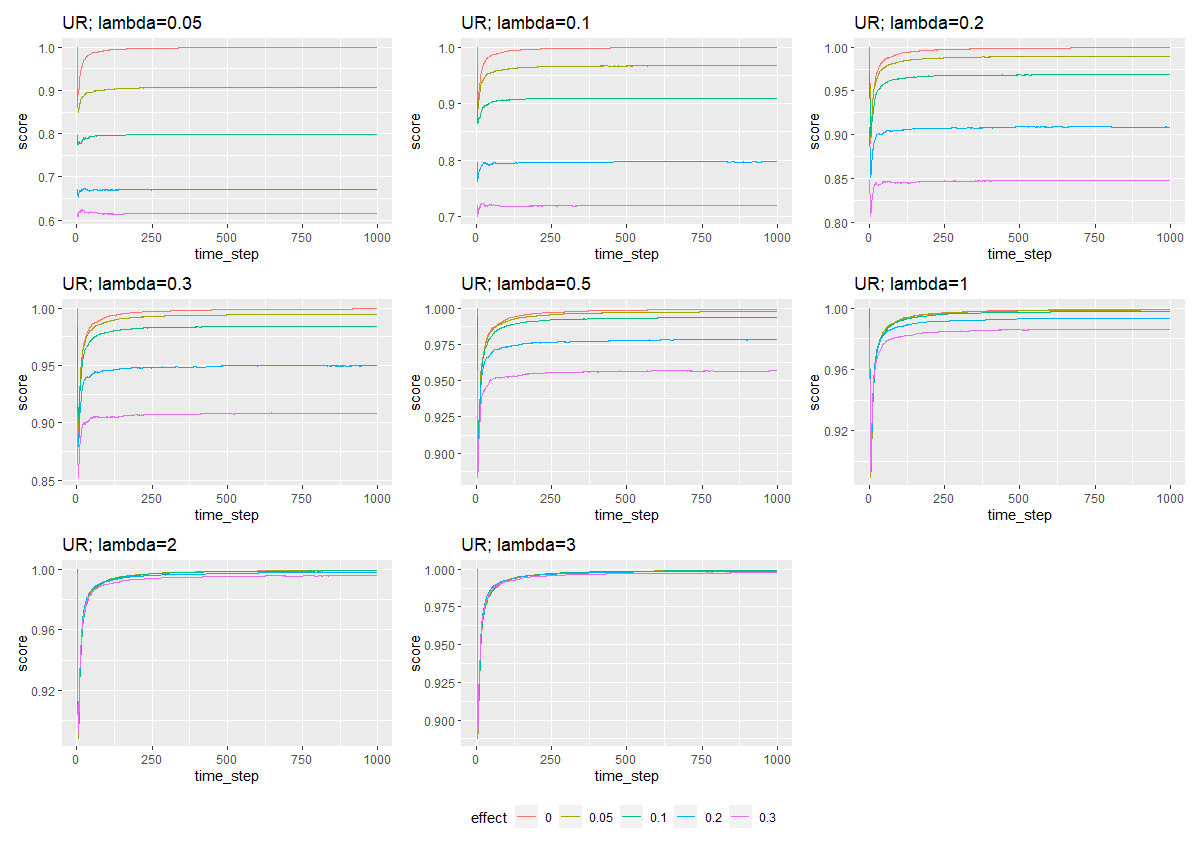 UR; lambda=0.05
UR; lambda=0.1
UR; lambda=0.2
1.0
0.9
0.8
0.7
0.6
score
0 250 500 750 1000
time_step
1.0
0.9
0.8
0.7
score
0 250 500 750 1000
time_step
1.00
0.95
0.90
0.85
0.80
score
0 250 500 750 1000
time_step
UR; lambda=0.3
UR; lambda=0.5
UR; lambda=1
1.00
0.95
0.90
0.85
score
0 250 500 750 1000
time_step
1.000
0.975
0.950
0.925
0.900
score
0 250 500 750 1000
time_step
1.00
0.96
0.92
score
0 250 500 750 1000
time_step
UR; lambda=2
UR; lambda=3
1.00
0.96
0.92
score
0 250 500 750 1000
time_step
1.000
0.975
0.950
0.925
0.900
score
0 250 500 750 1000
time_step
effect 0 0.05 0.1 0.2 0.3